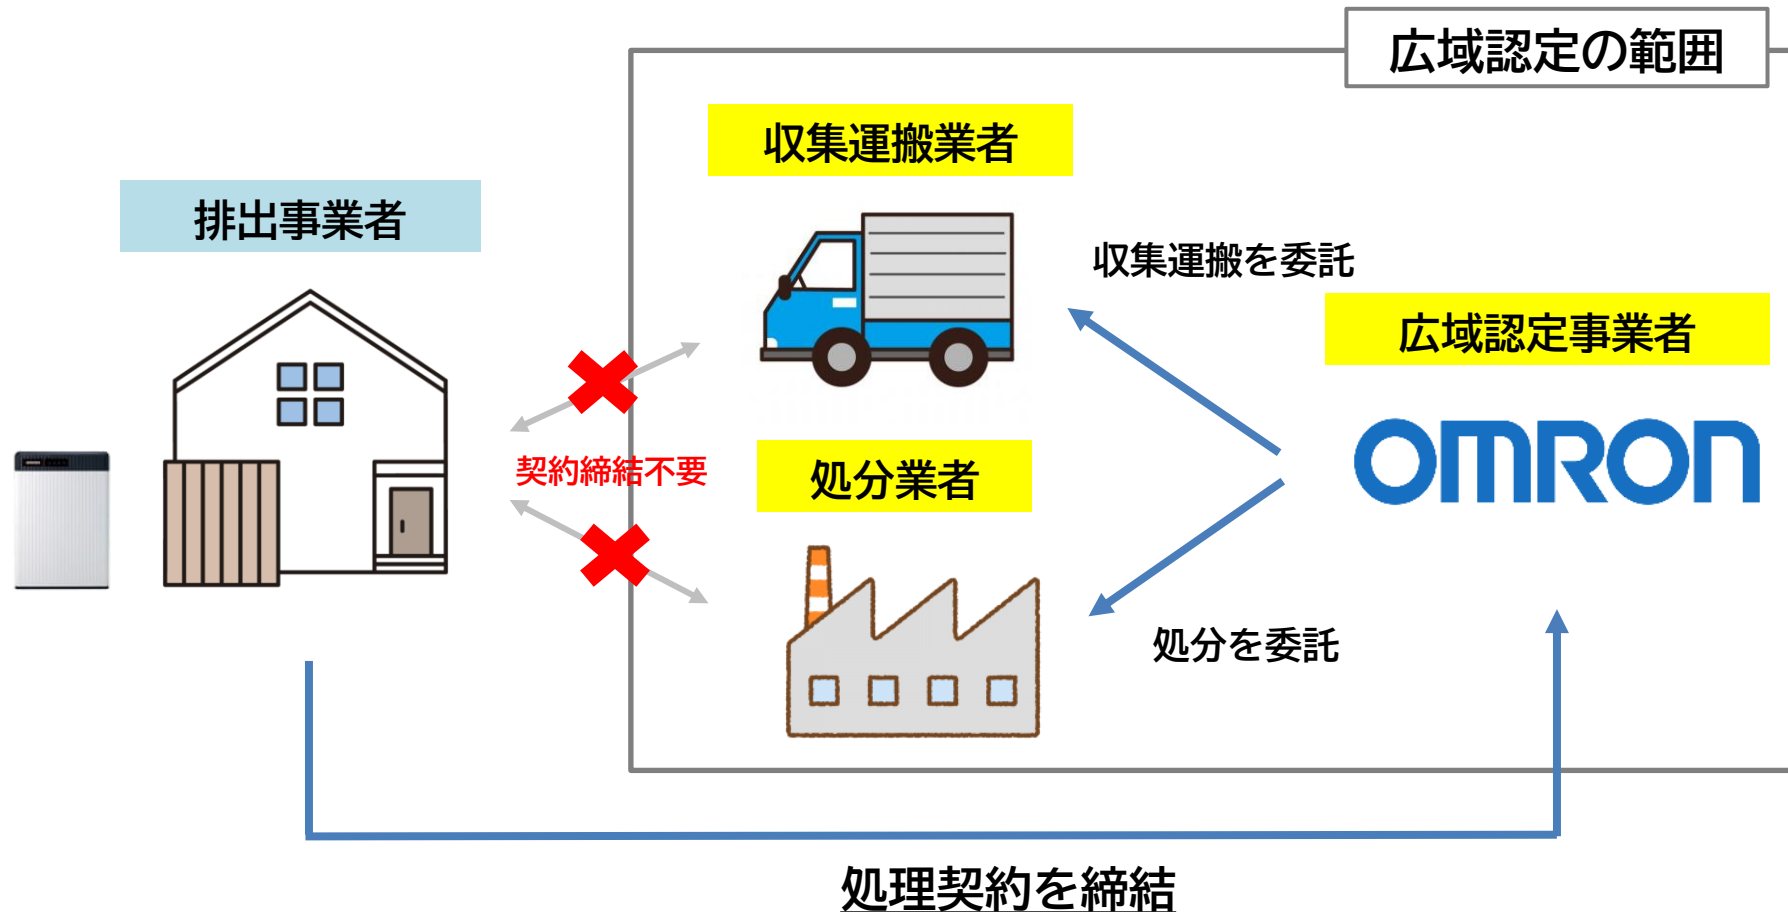 広域認定の範囲
収集運搬業者
排出事業者
収集運搬を委託
広域認定事業者
OMRON
契約締結不要
処分業者
処分を委託
処理契約を締結